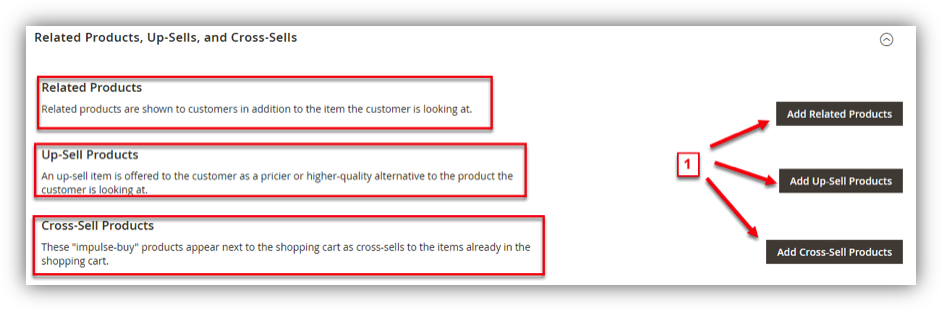 Related Products, Up-Sells, and Cross-Sells
Related Products
Related products are shown to customers in addition to the item the customer is looking at.
Add Related Products
Up-Sell Products
An up-sell item is offered to the customer as a pricier or higher-quality alternative to the product the
customer is looking at.
1
Add Up-Sell Products
Cross-Sell Products
These "impulse-buy" products appear next to the shopping cart as cross-sells to the items already in the
shopping cart.
Add Cross-Sell Products